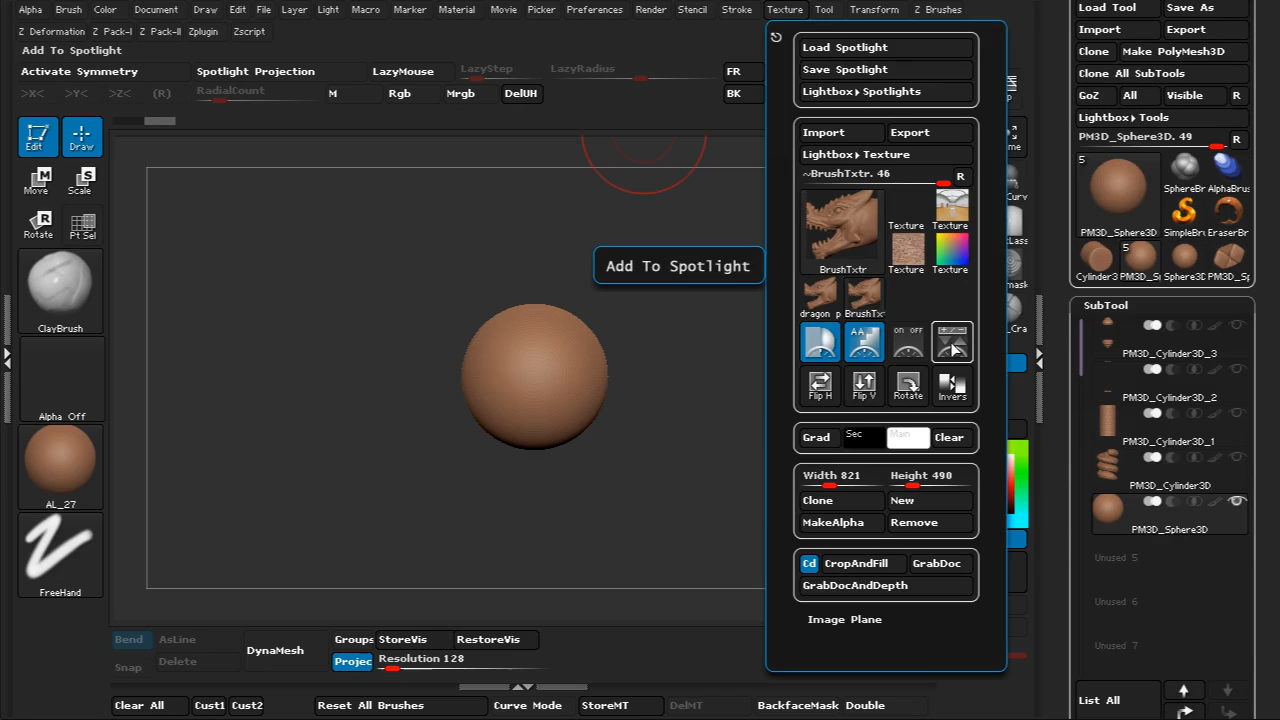 Alpha Brush Color Document Draw Edit File Layer Light Macro Marker Material Movie Picker Preferences Render Stencil Stroke Texture Tool Transform Z Brushes
Z Deformation Z Pack-I Z Pack-II Zplugin Zscript
Add To Spotlight
Activate Symmetry Spotlight Projection LazyMouse LazyStep LazyRadius FR
>X< >Y< >Z< (R) RadialCount M Rgb Mrgb DelUH BK
Edit Draw
Move Scale
Rotate Pt Sel
ClayBrush
Alpha Off
AL_27
FreeHand
Add To Spotlight
Load Spotlight
Save Spotlight
Lightbox▸Spotlights
Import Export
Lightbox▸Texture
~BrushTxtr. 46 R
Texture Texture
BrushTxtr Texture Texture
dragon_p BrushTx
on off
Flip H Flip V Rotate Invers
Grad Sec Main Clear
Width 821 Height 490
Clone New
MakeAlpha Remove
Cd CropAndFill GrabDoc
GrabDocAndDepth
Image Plane
Load Tool Save As
Import Export
Clone Make PolyMesh3D
Clone All SubTools
GoZ All Visible R
Lightbox▸Tools
PM3D_Sphere3D. 49 R
5
SphereBr AlphaBrus
PM3D_Sphere3D SimpleBr EraserBr
5
Cylinder3 PM3D_S Sphere3D PM3D_Sp
SubTool
PM3D_Cylinder3D_3
PM3D_Cylinder3D_2
PM3D_Cylinder3D_1
PM3D_Cylinder3D
PM3D_Sphere3D
Unused 5
Unused 6
Unused 7
List All
Bend AsLine DynaMesh Groups StoreVis RestoreVis
Snap Delete Projec Resolution 128
Clear All Cust1 Cust2 Reset All Brushes Curve Mode StoreMT DelMT BackfaceMask Double